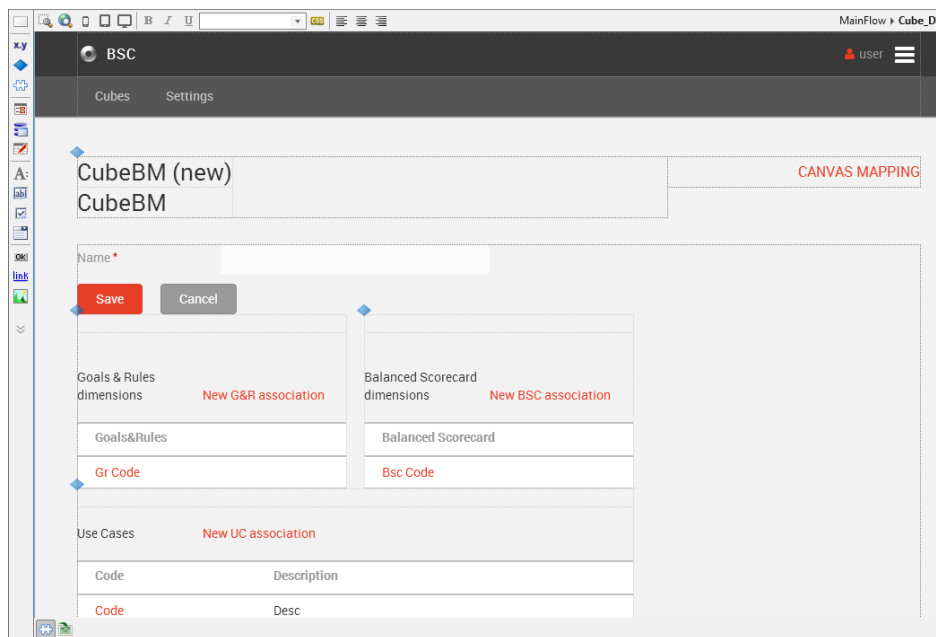 B I U CSS MainFlow ▸ Cube_D
x.y
BSC user
Cubes Settings
CubeBM (new) CANVAS MAPPING
CubeBM
A:
ab|
Name *
OK
link
Save Cancel
Goals & Rules
dimensions New G&R association
Balanced Scorecard
dimensions New BSC association
Goals&Rules Balanced Scorecard
Gr Code Bsc Code
Use Cases New UC association
Code Description
Code Desc